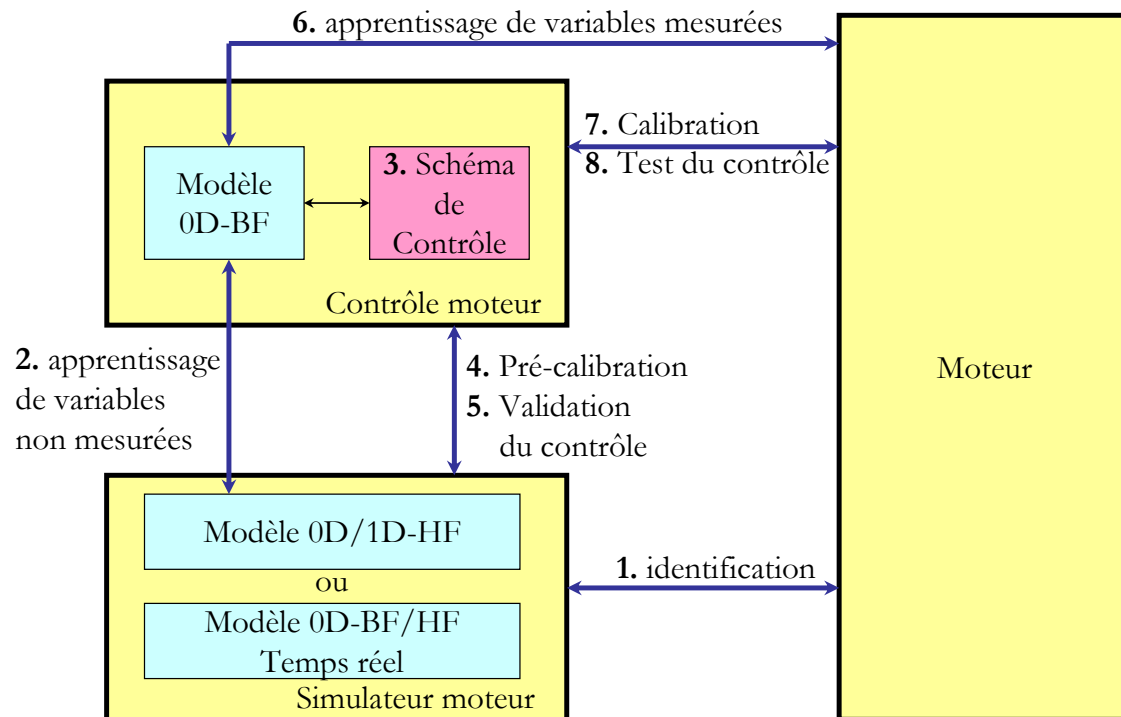 6. apprentissage de variables mesurées
7. Calibration
8. Test du contrôle
Modèle
0D-BF
3. Schéma
de
Contrôle
Contrôle moteur
2. apprentissage
de variables
non mesurées
4. Pré-calibration
5. Validation
du contrôle
Moteur
Modèle 0D/1D-HF
ou
Modèle 0D-BF/HF
Temps réel
Simulateur moteur
1. identification